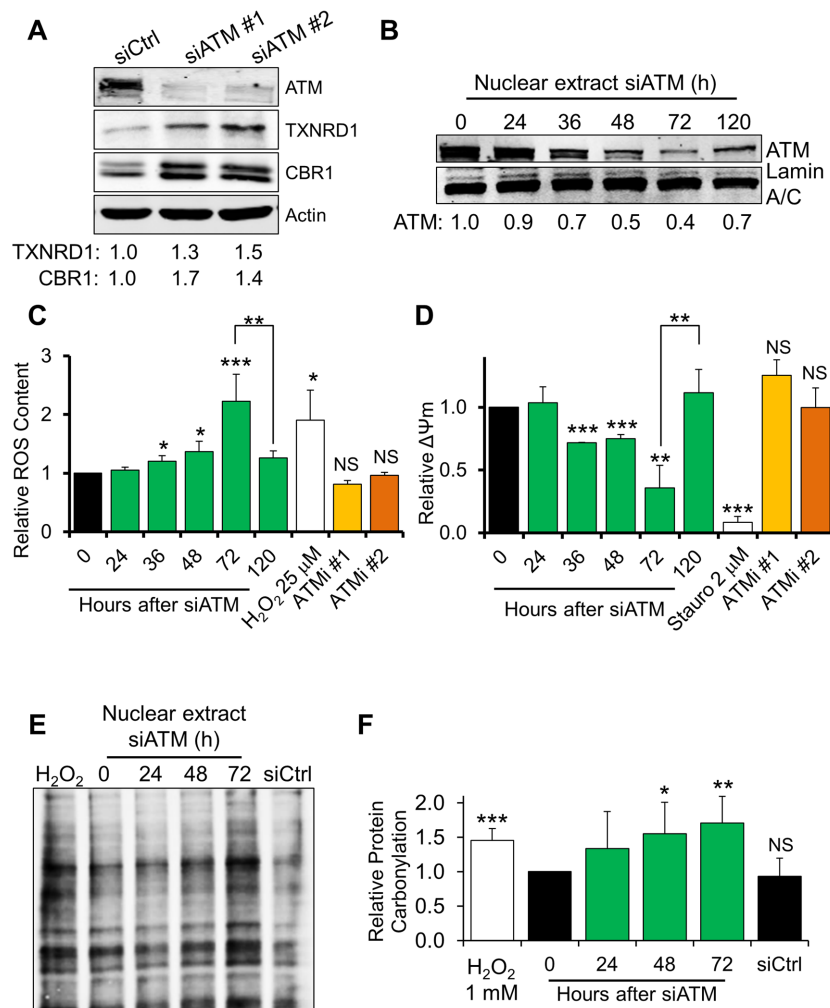 A
siCtrl
siATM #1
siATM #2
ATM
TXNRD1
CBR1
Actin
TXNRD1: 1.0 1.3 1.5
CBR1: 1.0 1.7 1.4
B
Nuclear extract siATM (h)
0 24 36 48 72 120
ATM
Lamin
A/C
ATM: 1.0 0.9 0.7 0.5 0.4 0.7
C
Relative ROS Content
3
2
1
0
*
*
***
**
*
NS
NS
0 24 36 48 72 120 H₂O₂ 25 μM ATMi #1 ATMi #2
Hours after siATM
D
Relative ΔΨm
1.0
0.5
0.0
***
***
**
**
***
NS
NS
0 24 36 48 72 120 Stauro 2 μM ATMi #1 ATMi #2
Hours after siATM
E
Nuclear extract
siATM (h)
H₂O₂ 0 24 48 72 siCtrl
F
Relative Protein
Carbonylation
2.0
1.5
1.0
0.5
0.0
***
*
**
NS
H₂O₂ 0 24 48 72 siCtrl
1 mM Hours after siATM